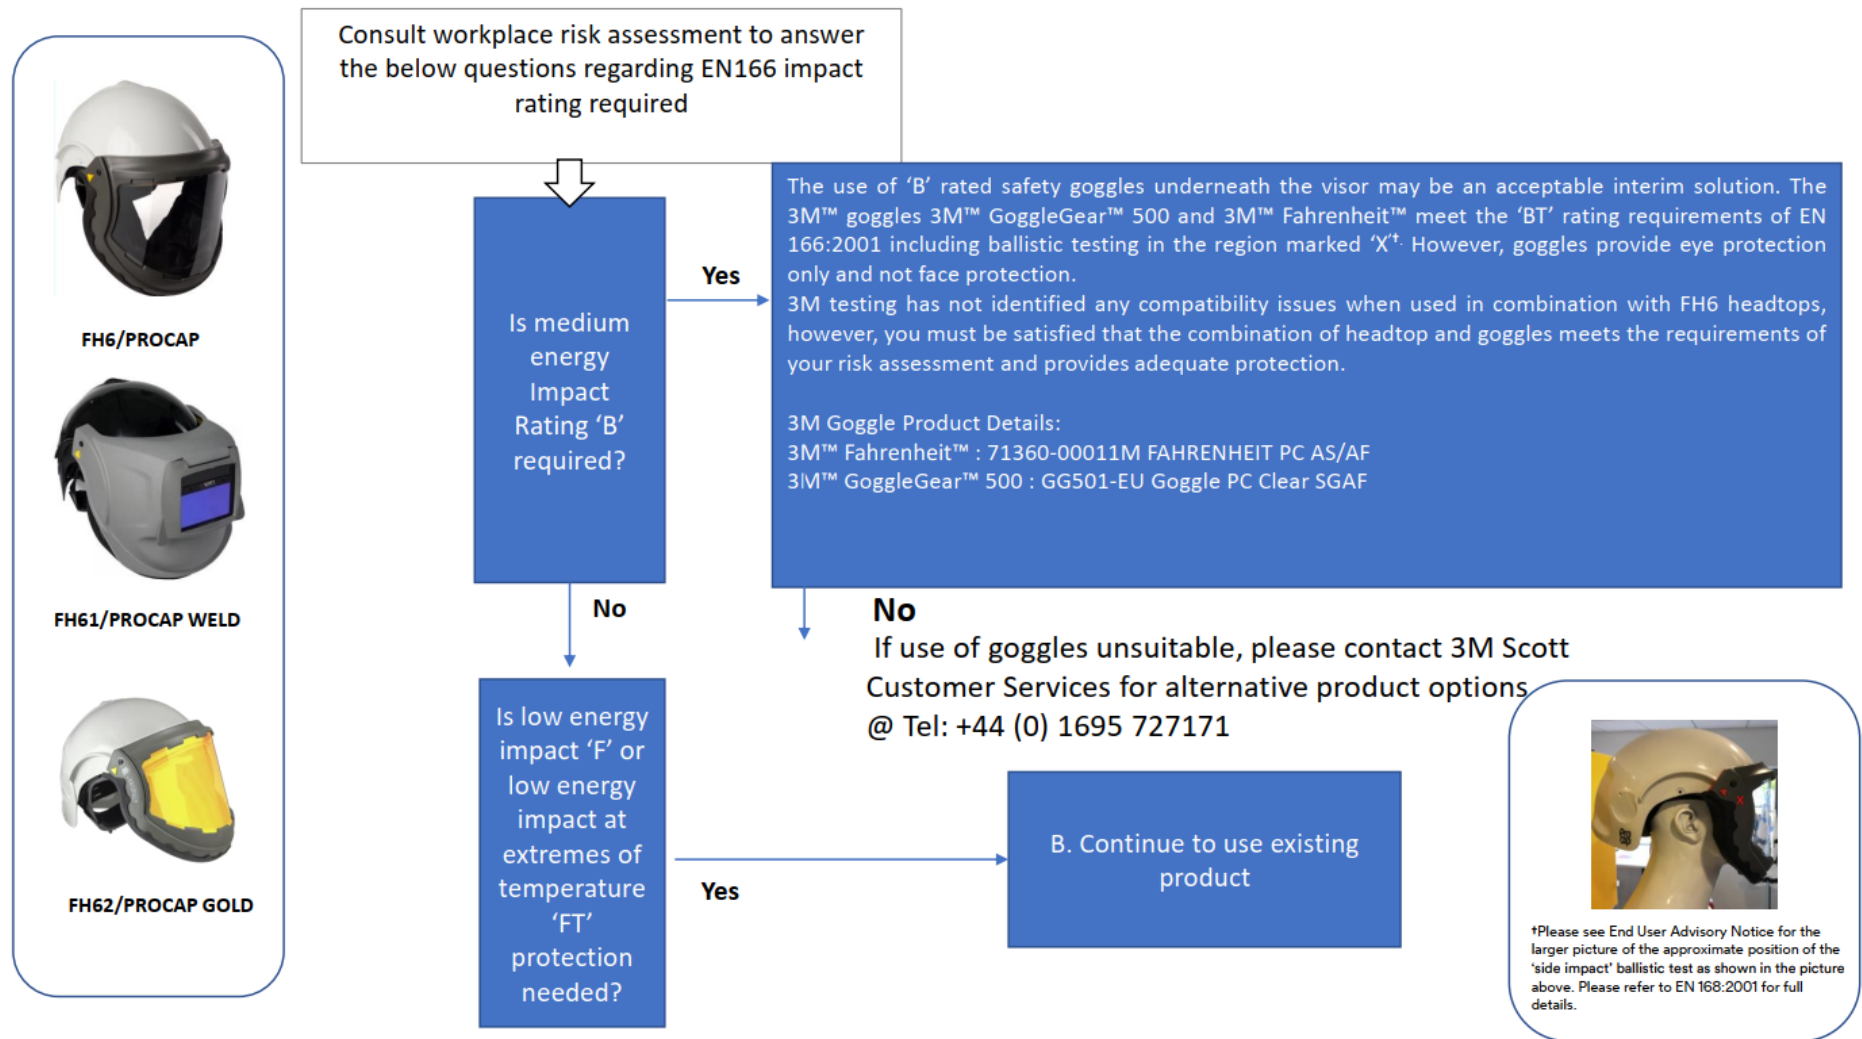 Consult workplace risk assessment to answer
the below questions regarding EN166 impact
rating required
FH6/PROCAP
FH61/PROCAP WELD
FH62/PROCAP GOLD
Is medium
energy
Impact
Rating ‘B’
required?
Yes
The use of ‘B’ rated safety goggles underneath the visor may be an acceptable interim solution. The
3M™ goggles 3M™ GoggleGear™ 500 and 3M™ Fahrenheit™ meet the ‘BT’ rating requirements of EN
166:2001 including ballistic testing in the region marked ‘X’†. However, goggles provide eye protection
only and not face protection.
3M testing has not identified any compatibility issues when used in combination with FH6 headtops,
however, you must be satisfied that the combination of headtop and goggles meets the requirements of
your risk assessment and provides adequate protection.
3M Goggle Product Details:
3M™ Fahrenheit™ : 71360-00011M FAHRENHEIT PC AS/AF
3M™ GoggleGear™ 500 : GG501-EU Goggle PC Clear SGAF
No
No
If use of goggles unsuitable, please contact 3M Scott
Customer Services for alternative product options
@ Tel: +44 (0) 1695 727171
Is low energy
impact ‘F’ or
low energy
impact at
extremes of
temperature
‘FT’
protection
needed?
Yes
B. Continue to use existing
product
X
†Please see End User Advisory Notice for the
larger picture of the approximate position of the
‘side impact’ ballistic test as shown in the picture
above. Please refer to EN 168:2001 for full
details.